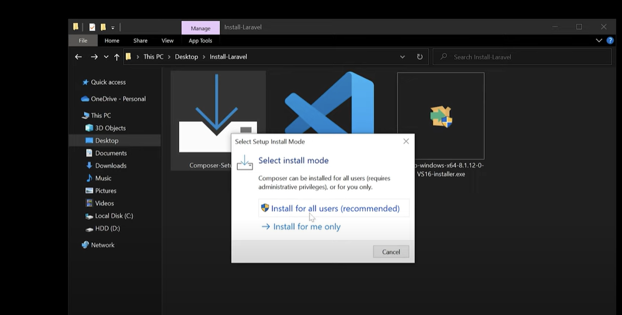 Manage
Install-Laravel
File
Home
Share
View
App Tools
This PC > Desktop > Install-Laravel
Search Install-Laravel
Quick access
OneDrive - Personal
This PC
3D Objects
Desktop
Documents
Downloads
Music
Pictures
Videos
Local Disk (C:)
HDD (D:)
Network
Composer-Setu
p-windows-x64-8.1.12-0-
VS16-installer.exe
Select Setup Install Mode
Select install mode
Composer can be installed for all users (requires
administrative privileges), or for you only.
Install for all users (recommended)
Install for me only
Cancel